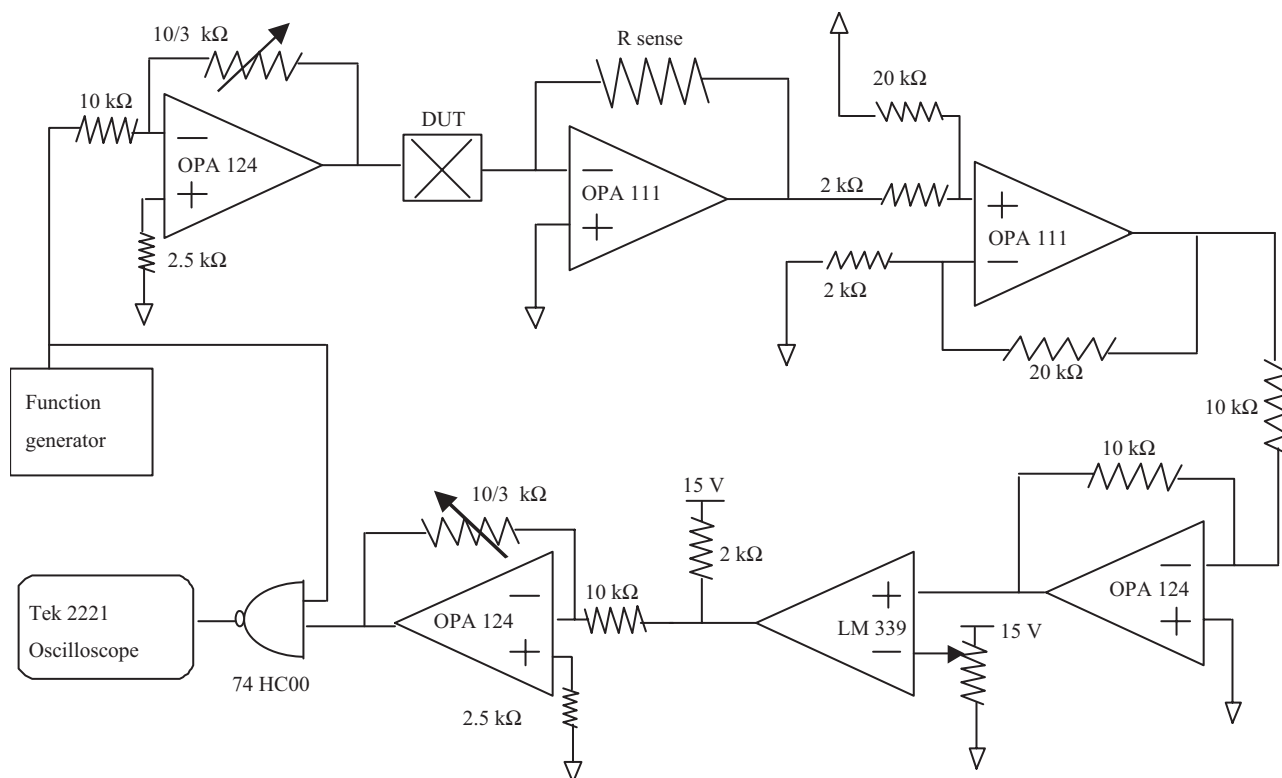 10/3 kΩ
10 kΩ
OPA 124
2.5 kΩ
DUT
R sense
OPA 111
20 kΩ
2 kΩ
OPA 111
2 kΩ
20 kΩ
10 kΩ
Function
generator
10 kΩ
OPA 124
15 V
2 kΩ
LM 339
15 V
10/3 kΩ
10 kΩ
OPA 124
2.5 kΩ
74 HC00
Tek 2221
Oscilloscope